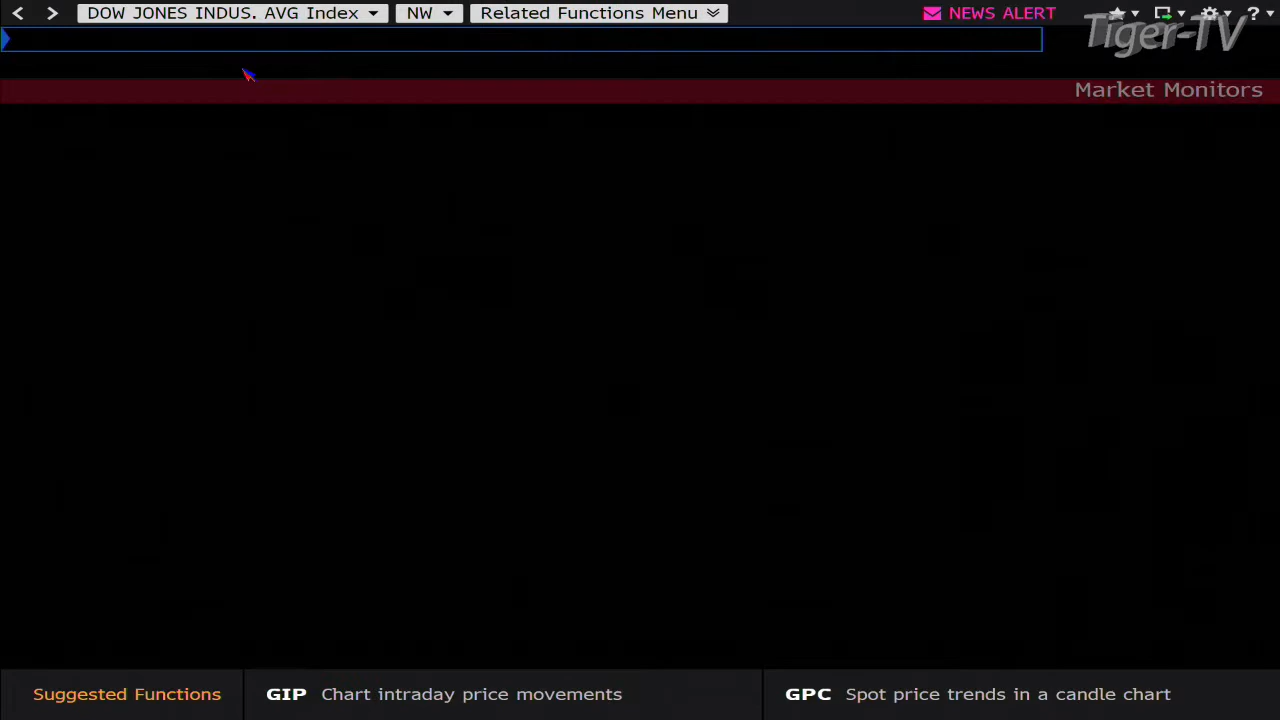 DOW JONES INDUS. AVG Index NW Related Functions Menu NEWS ALERT ?
Tiger-TV
Market Monitors
Suggested Functions GIP Chart intraday price movements GPC Spot price trends in a candle chart